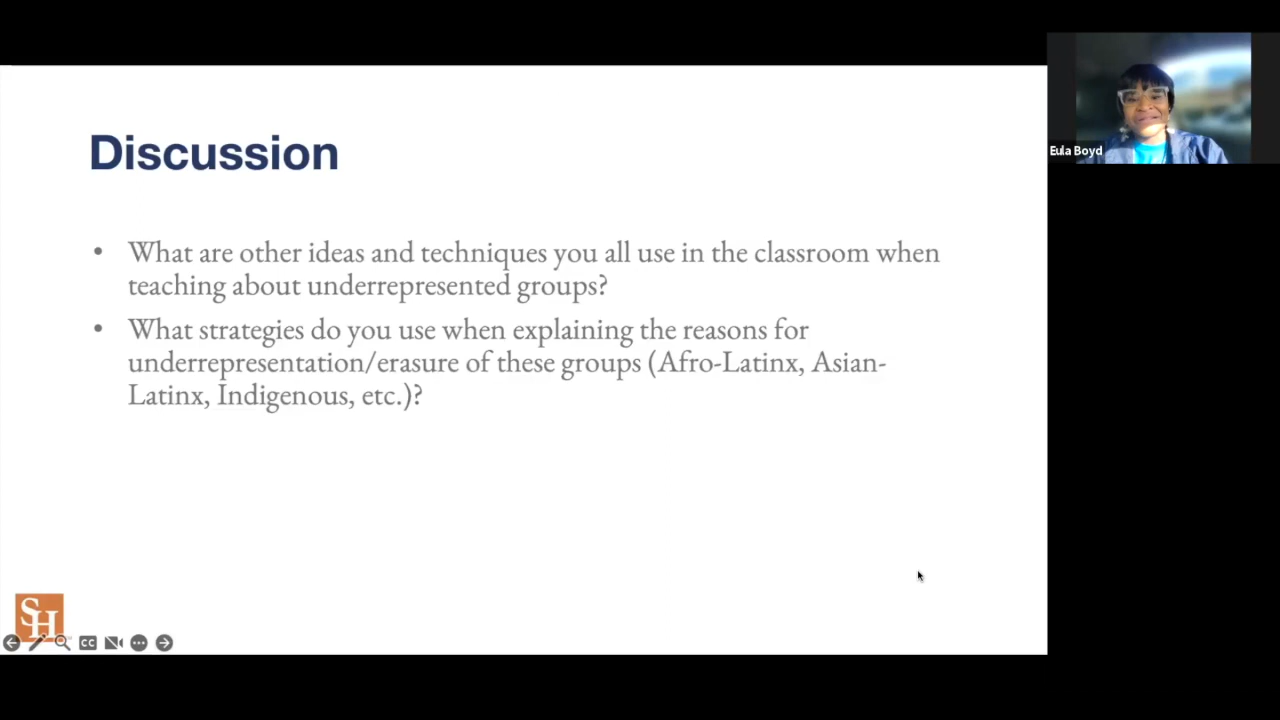 Discussion
• What are other ideas and techniques you all use in the classroom when
teaching about underrepresented groups?
• What strategies do you use when explaining the reasons for
underrepresentation/erasure of these groups (Afro-Latinx, Asian-
Latinx, Indigenous, etc.)?
Eula Boyd
SH
CC